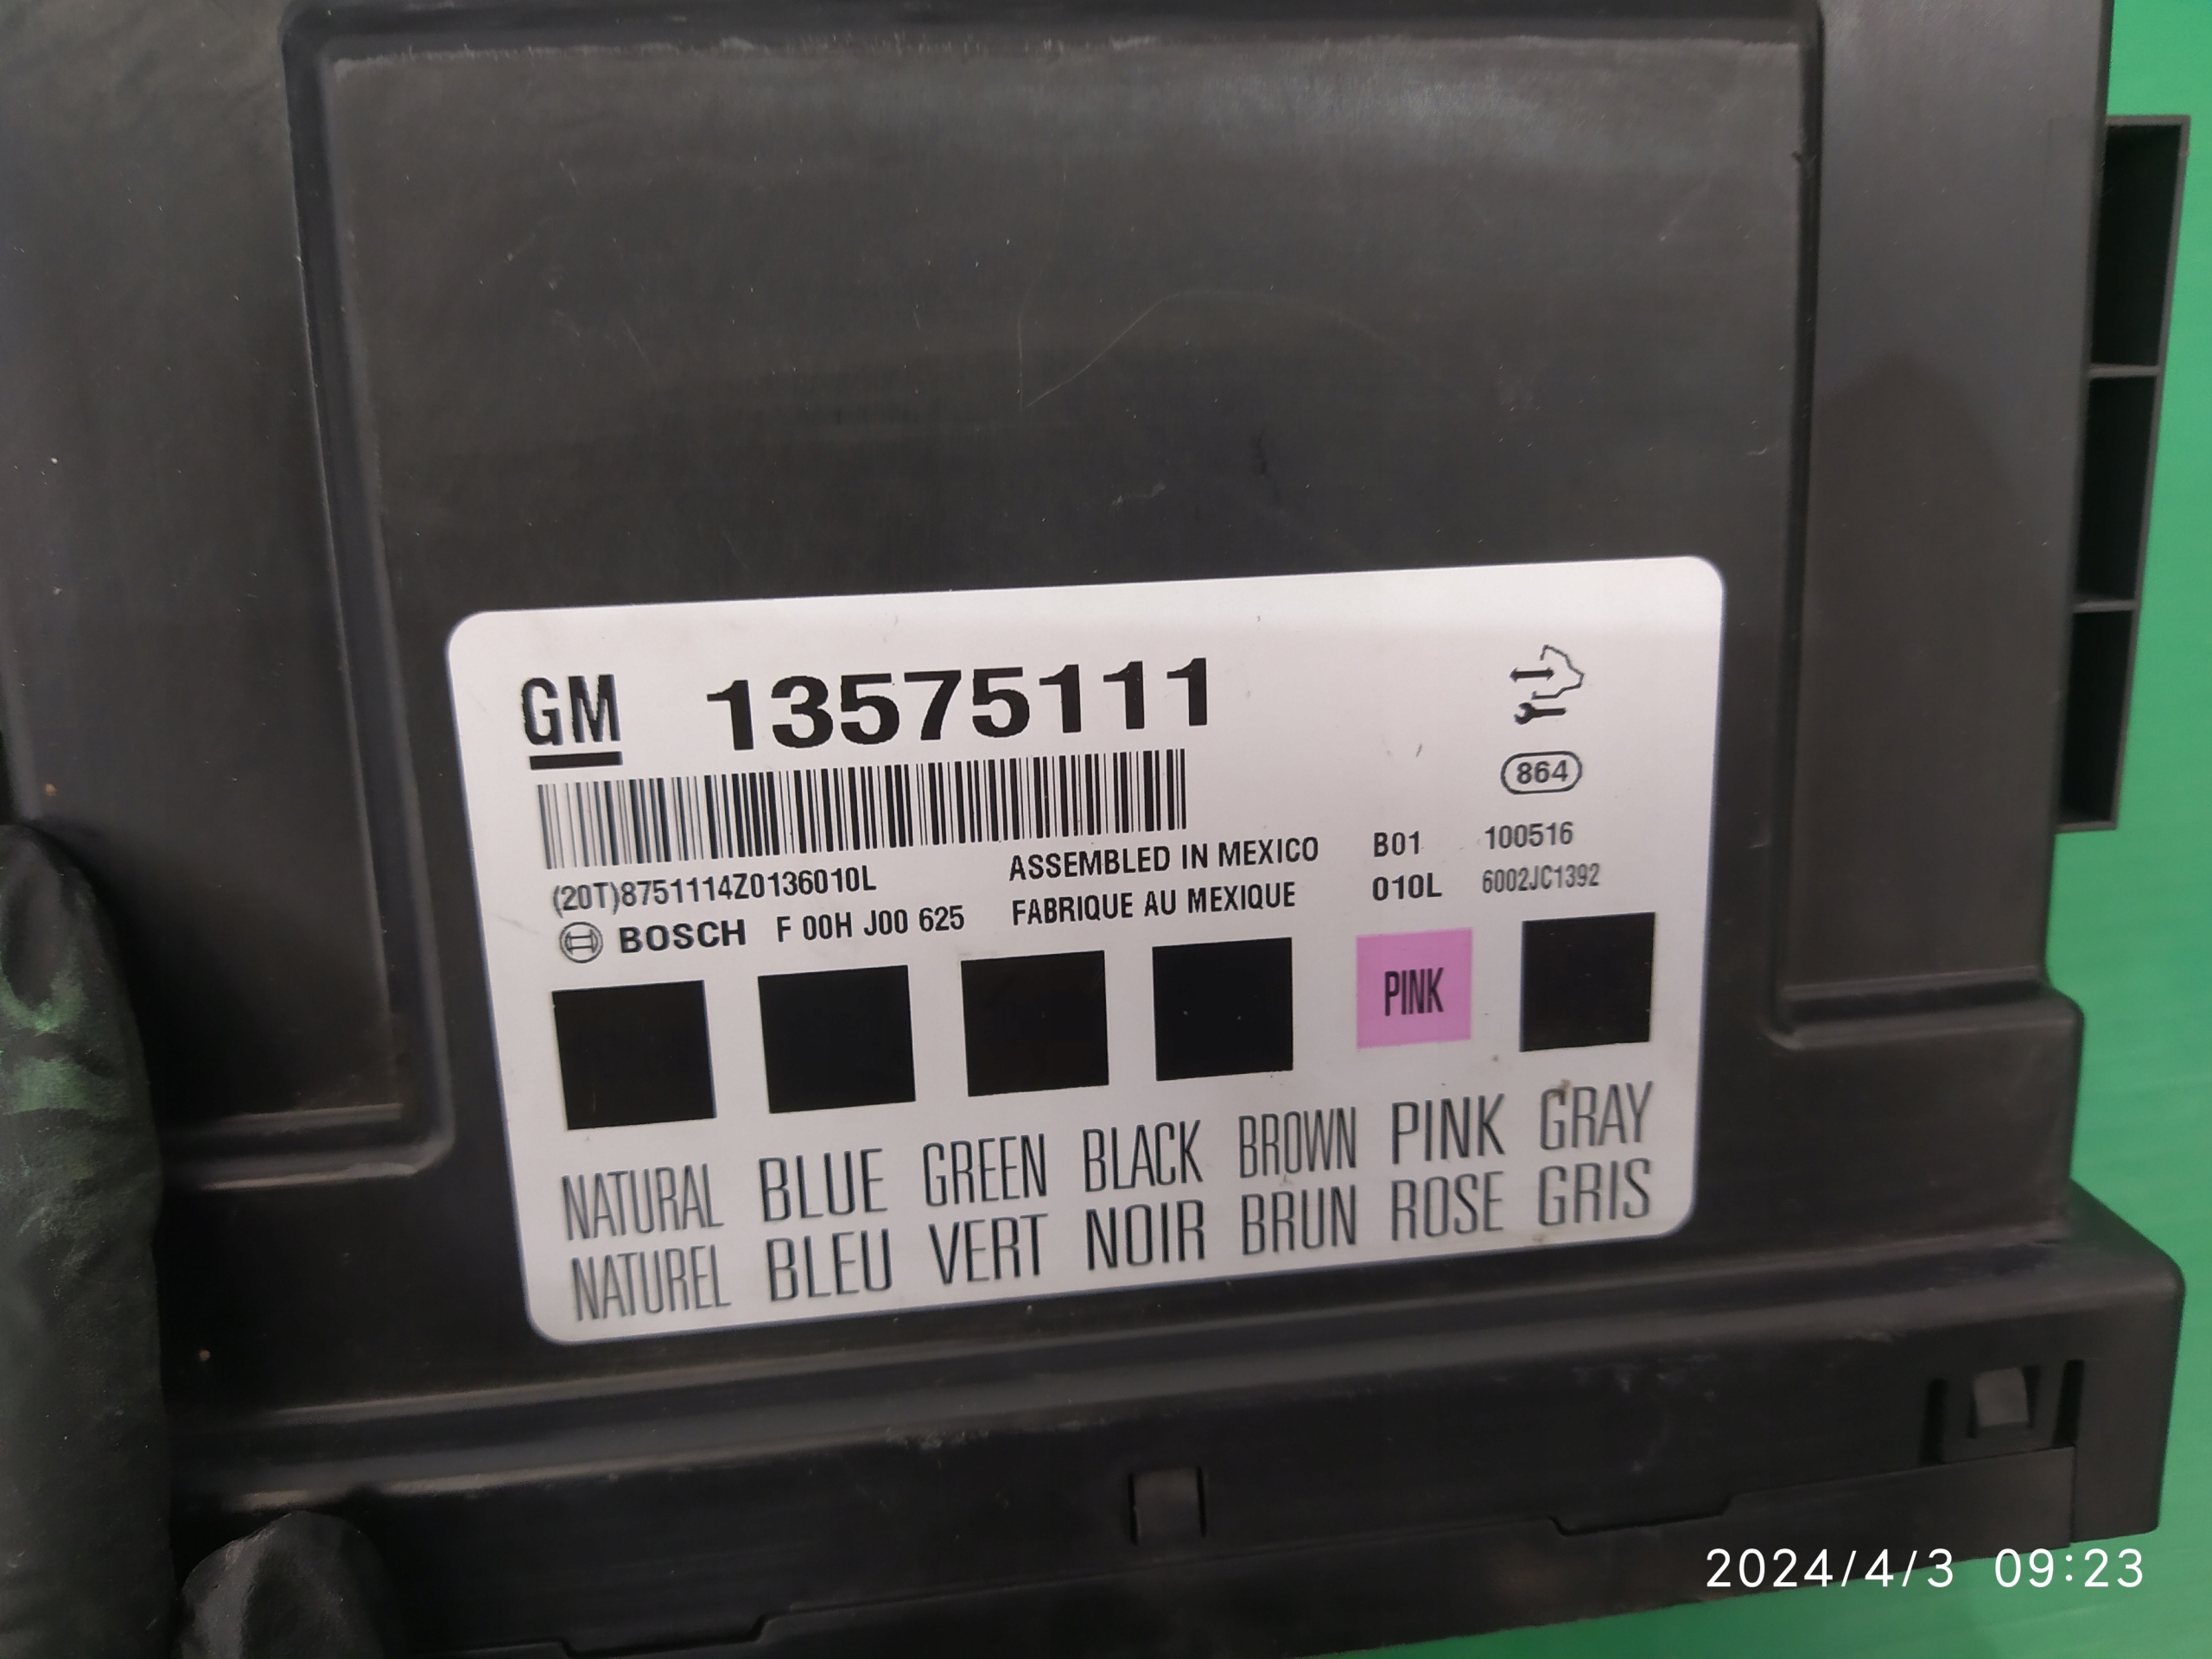 GM 13575111
864
(20T)8751114Z0136010L
ASSEMBLED IN MEXICO
FABRIQUE AU MEXIQUE
B01 100516
010L 6002JC1392
BOSCH F 00H J00 625
PINK
NATURAL BLUE GREEN BLACK BROWN PINK GRAY
NATUREL BLEU VERT NOIR BRUN ROSE GRIS
2024/4/3 09:23